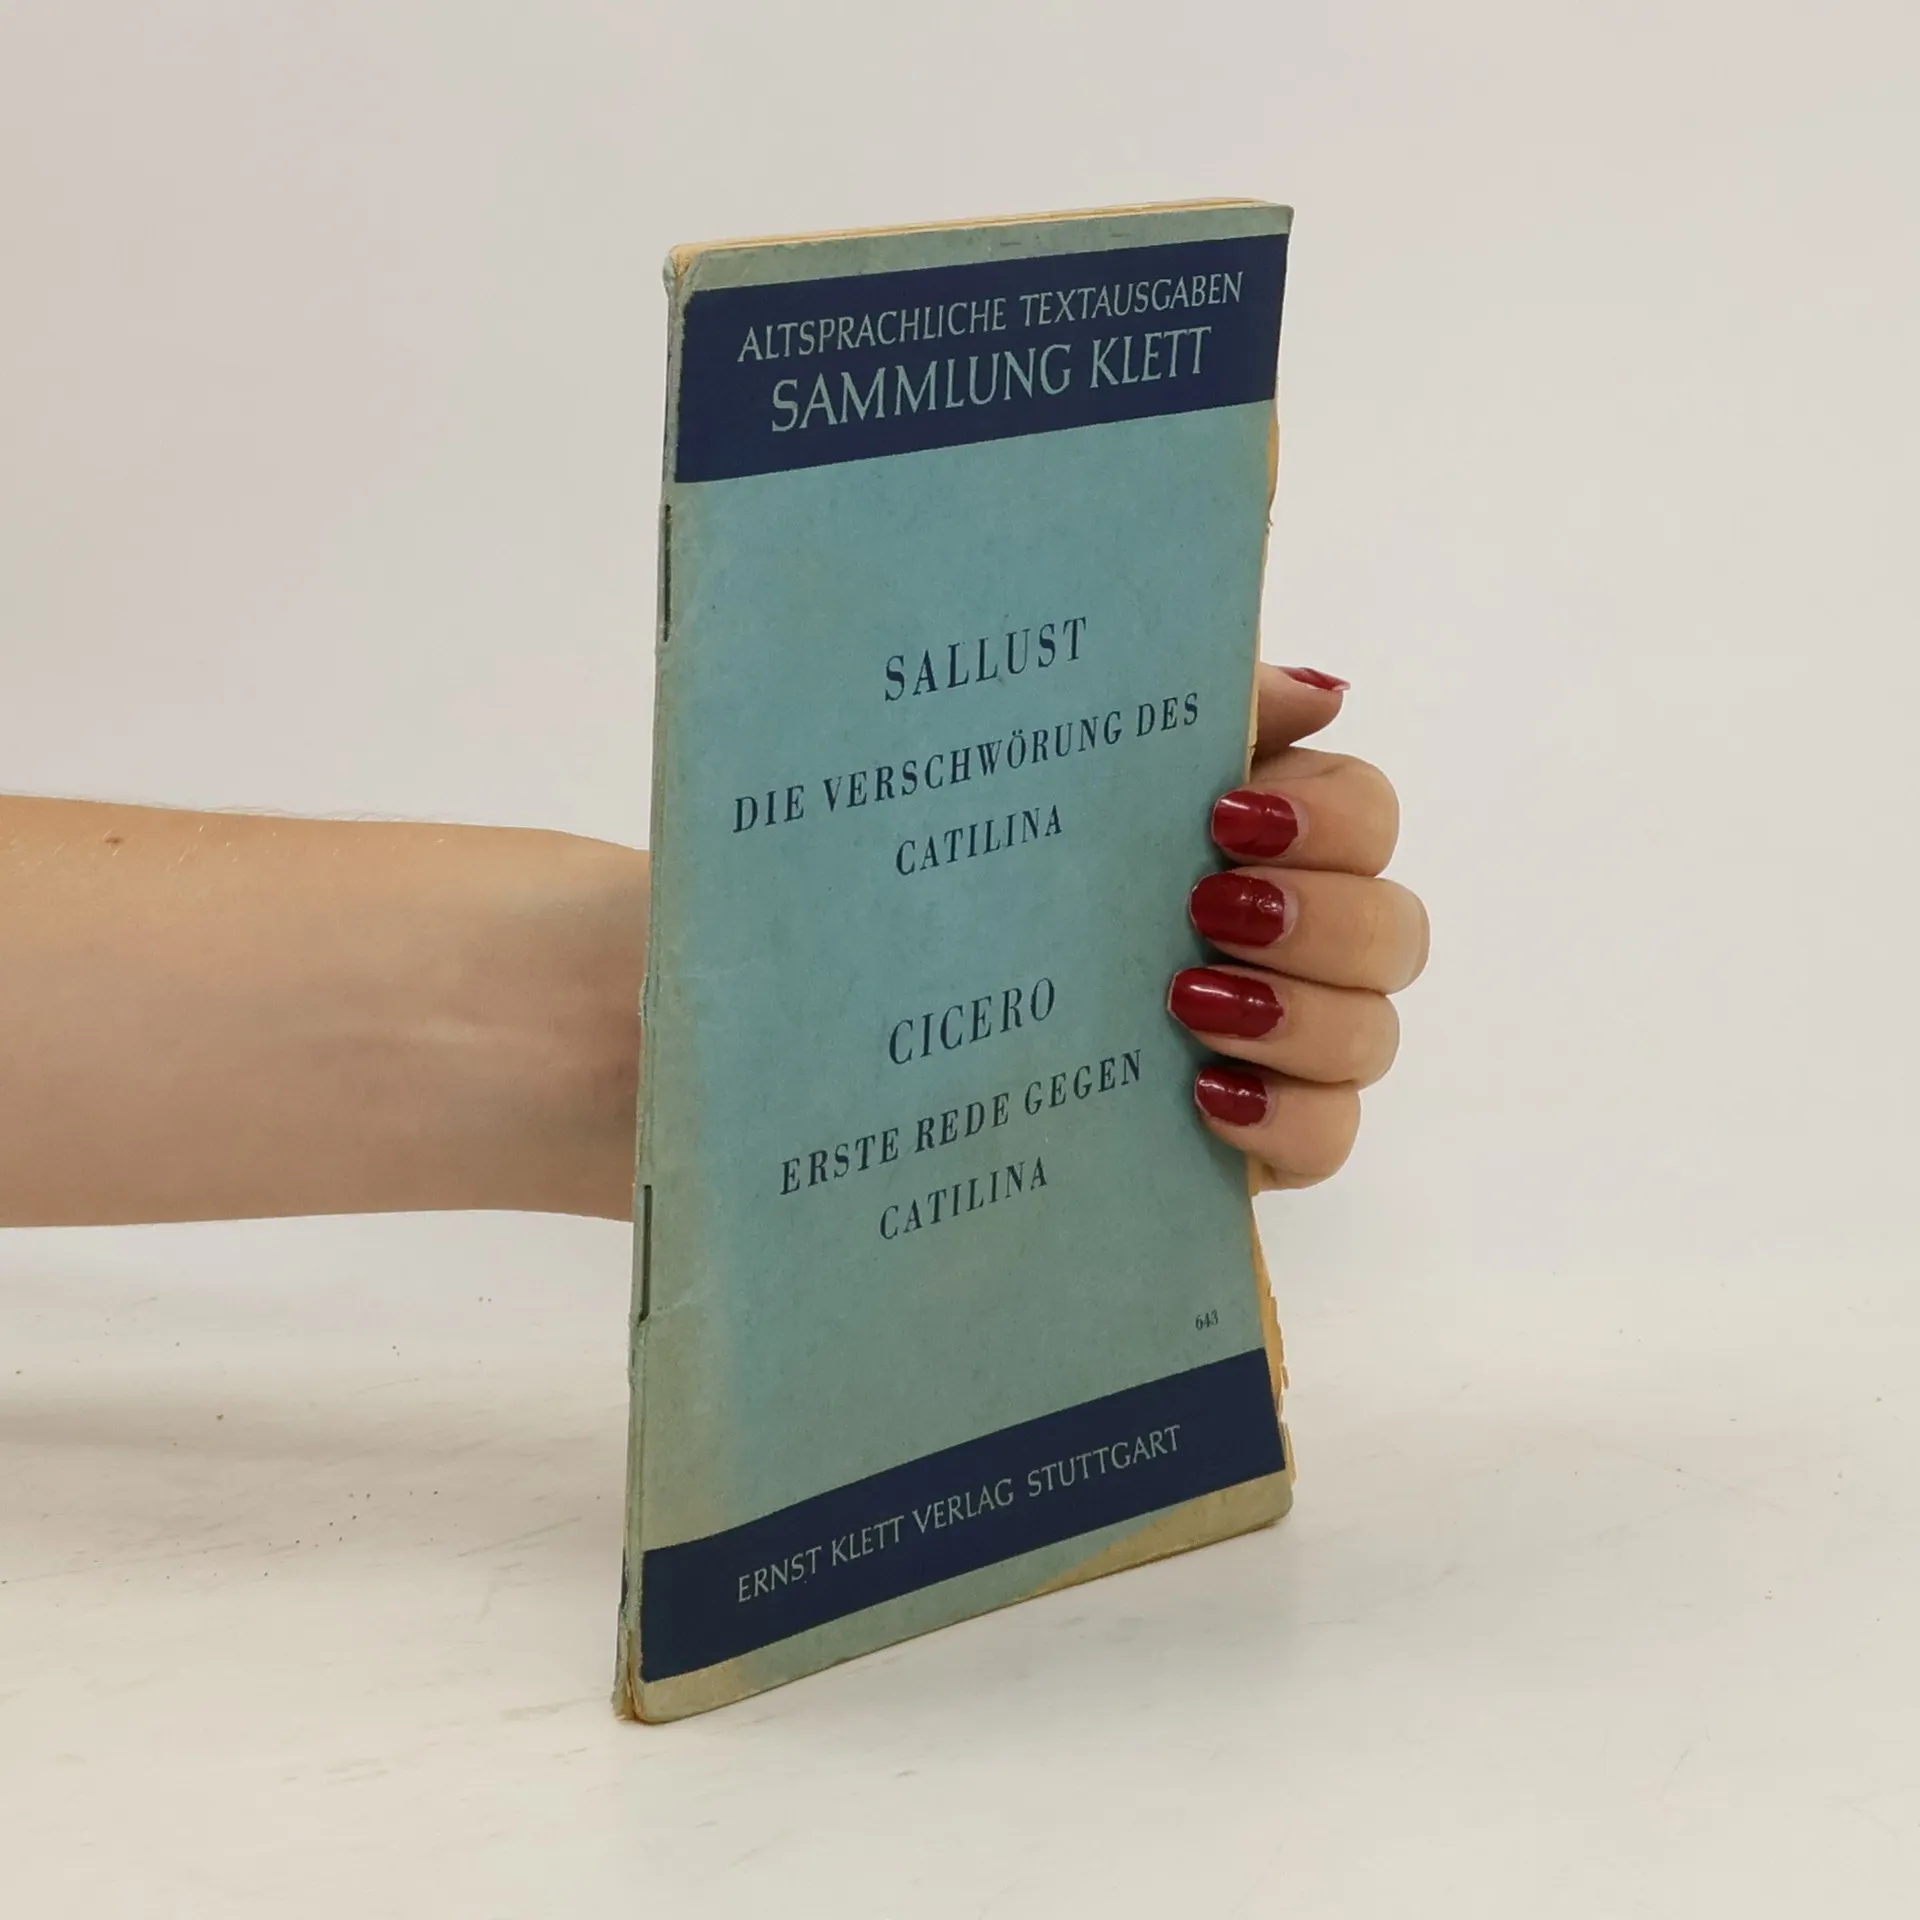 ALTSPRACHLICHE TEXTAUSGABEN
SAMMLUNG KLETT
SALLUST
DIE VERSCHWÖRUNG DES
CATILINA
CICERO
ERSTE REDE GEGEN
CATILINA
643
ERNST KLETT VERLAG STUTTGART